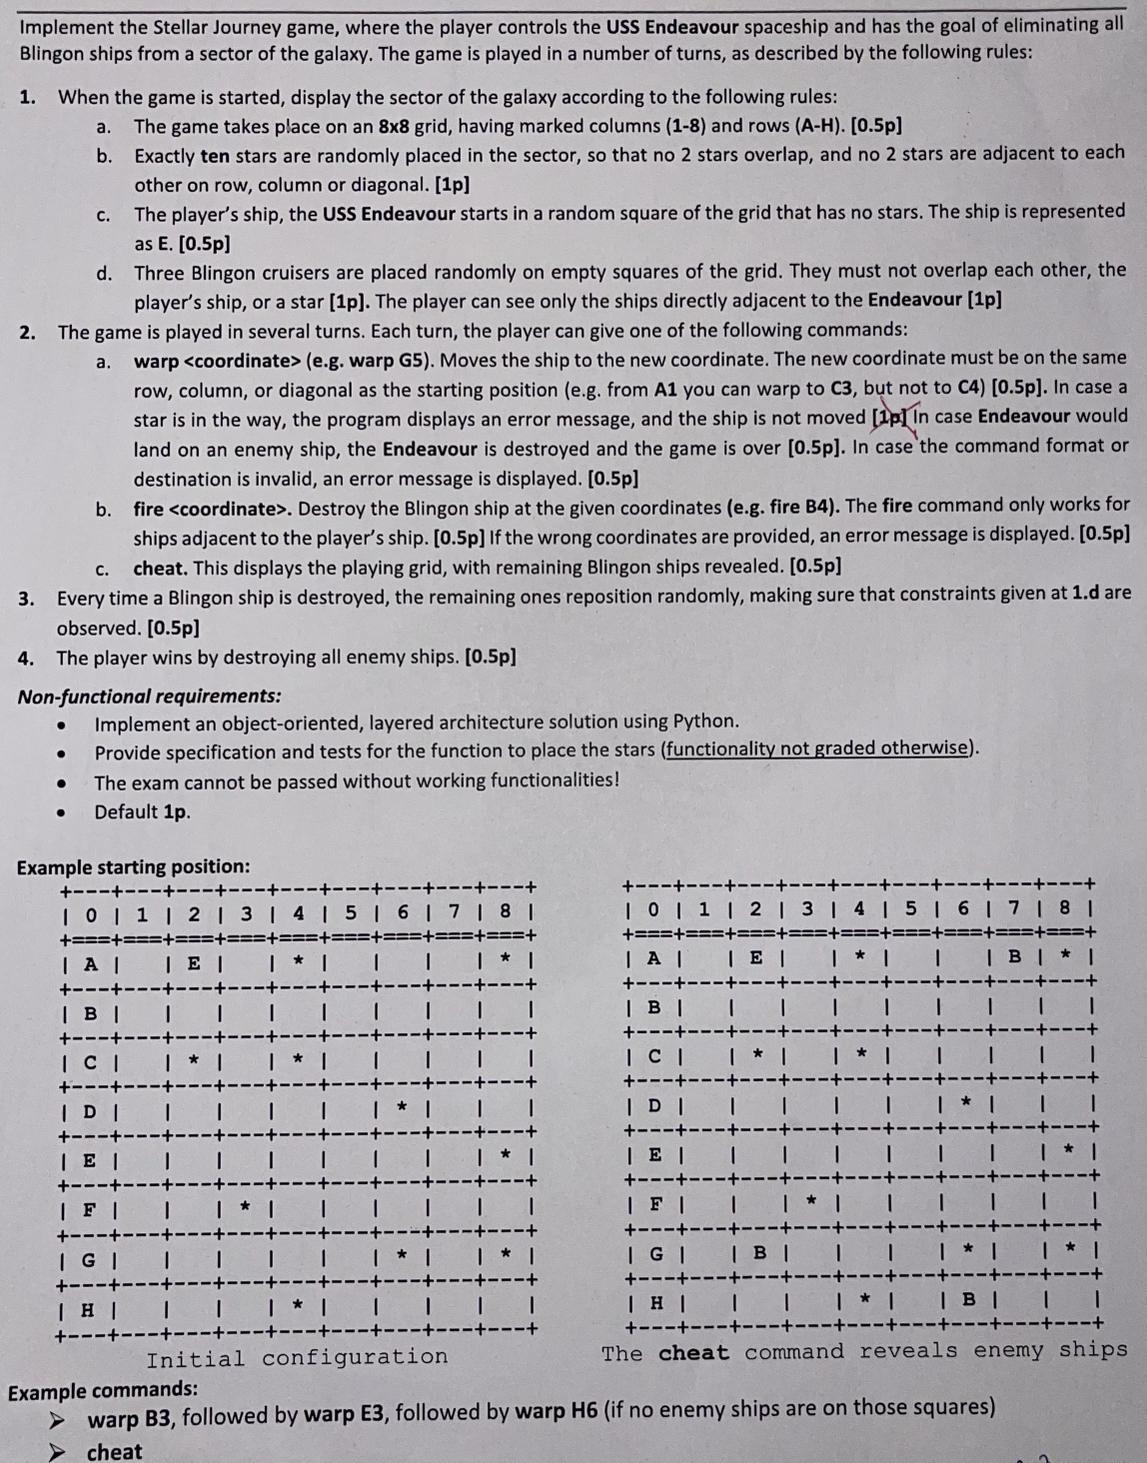 Implement the Stellar Journey game, where the player controls the USS Endeavour spaceship and has the goal of eliminating all
Blingon ships from a sector of the galaxy. The game is played in a number of turns, as described by the following rules:
1. When the game is started, display the sector of the galaxy according to the following rules:
a. The game takes place on an 8x8 grid, having marked columns (1-8) and rows (A-H). [0.5p]
b. Exactly ten stars are randomly placed in the sector, so that no 2 stars overlap, and no 2 stars are adjacent to each
other on row, column or diagonal. [1p]
c. The player's ship, the USS Endeavour starts in a random square of the grid that has no stars. The ship is represented
as E. [0.5p]
d. Three Blingon cruisers are placed randomly on empty squares of the grid. They must not overlap each other, the
player's ship, or a star [1p]. The player can see only the ships directly adjacent to the Endeavour [1p]
2. The game is played in several turns. Each turn, the player can give one of the following commands:
a. warp <coordinate> (e.g. warp G5). Moves the ship to the new coordinate. The new coordinate must be on the same
row, column, or diagonal as the starting position (e.g. from A1 you can warp to C3, but not to C4) [0.5p]. In case a
star is in the way, the program displays an error message, and the ship is not moved [1p] In case Endeavour would
land on an enemy ship, the Endeavour is destroyed and the game is over [0.5p]. In case the command format or
destination is invalid, an error message is displayed. [0.5p]
b. fire <coordinate>. Destroy the Blingon ship at the given coordinates (e.g. fire B4). The fire command only works for
ships adjacent to the player's ship. [0.5p] If the wrong coordinates are provided, an error message is displayed. [0.5p]
c. cheat. This displays the playing grid, with remaining Blingon ships revealed. [0.5p]
3. Every time a Blingon ship is destroyed, the remaining ones reposition randomly, making sure that constraints given at 1.d are
observed. [0.5p]
4. The player wins by destroying all enemy ships. [0.5p]
Non-functional requirements:
• Implement an object-oriented, layered architecture solution using Python.
• Provide specification and tests for the function to place the stars (functionality not graded otherwise).
• The exam cannot be passed without working functionalities!
• Default 1p.
Example starting position:
+---+---+---+---+---+---+---+---+---+
| 0 | 1 | 2 | 3 | 4 | 5 | 6 | 7 | 8 |
+===+===+===+===+===+===+===+===+===+
| A |   | E |   | * |   |   |   | * |
+---+---+---+---+---+---+---+---+---+
| B |   |   |   |   |   |   |   |   |
+---+---+---+---+---+---+---+---+---+
| C |   | * |   | * |   |   |   |   |
+---+---+---+---+---+---+---+---+---+
| D |   |   |   |   |   | * |   |   |
+---+---+---+---+---+---+---+---+---+
| E |   |   |   |   |   |   |   | * |
+---+---+---+---+---+---+---+---+---+
| F |   |   | * |   |   |   |   |   |
+---+---+---+---+---+---+---+---+---+
| G |   |   |   |   |   | * |   | * |
+---+---+---+---+---+---+---+---+---+
| H |   |   |   | * |   |   |   |   |
+---+---+---+---+---+---+---+---+---+
Initial configuration
+---+---+---+---+---+---+---+---+---+
| 0 | 1 | 2 | 3 | 4 | 5 | 6 | 7 | 8 |
+===+===+===+===+===+===+===+===+===+
| A |   | E |   | * |   |   | B | * |
+---+---+---+---+---+---+---+---+---+
| B |   |   |   |   |   |   |   |   |
+---+---+---+---+---+---+---+---+---+
| C |   | * |   | * |   |   |   |   |
+---+---+---+---+---+---+---+---+---+
| D |   |   |   |   |   | * |   |   |
+---+---+---+---+---+---+---+---+---+
| E |   |   |   |   |   |   |   | * |
+---+---+---+---+---+---+---+---+---+
| F |   |   | * |   |   |   |   |   |
+---+---+---+---+---+---+---+---+---+
| G |   | B |   |   |   | * |   | * |
+---+---+---+---+---+---+---+---+---+
| H |   |   |   | * |   | B |   |   |
+---+---+---+---+---+---+---+---+---+
The cheat command reveals enemy ships
Example commands:
➢ warp B3, followed by warp E3, followed by warp H6 (if no enemy ships are on those squares)
➢ cheat